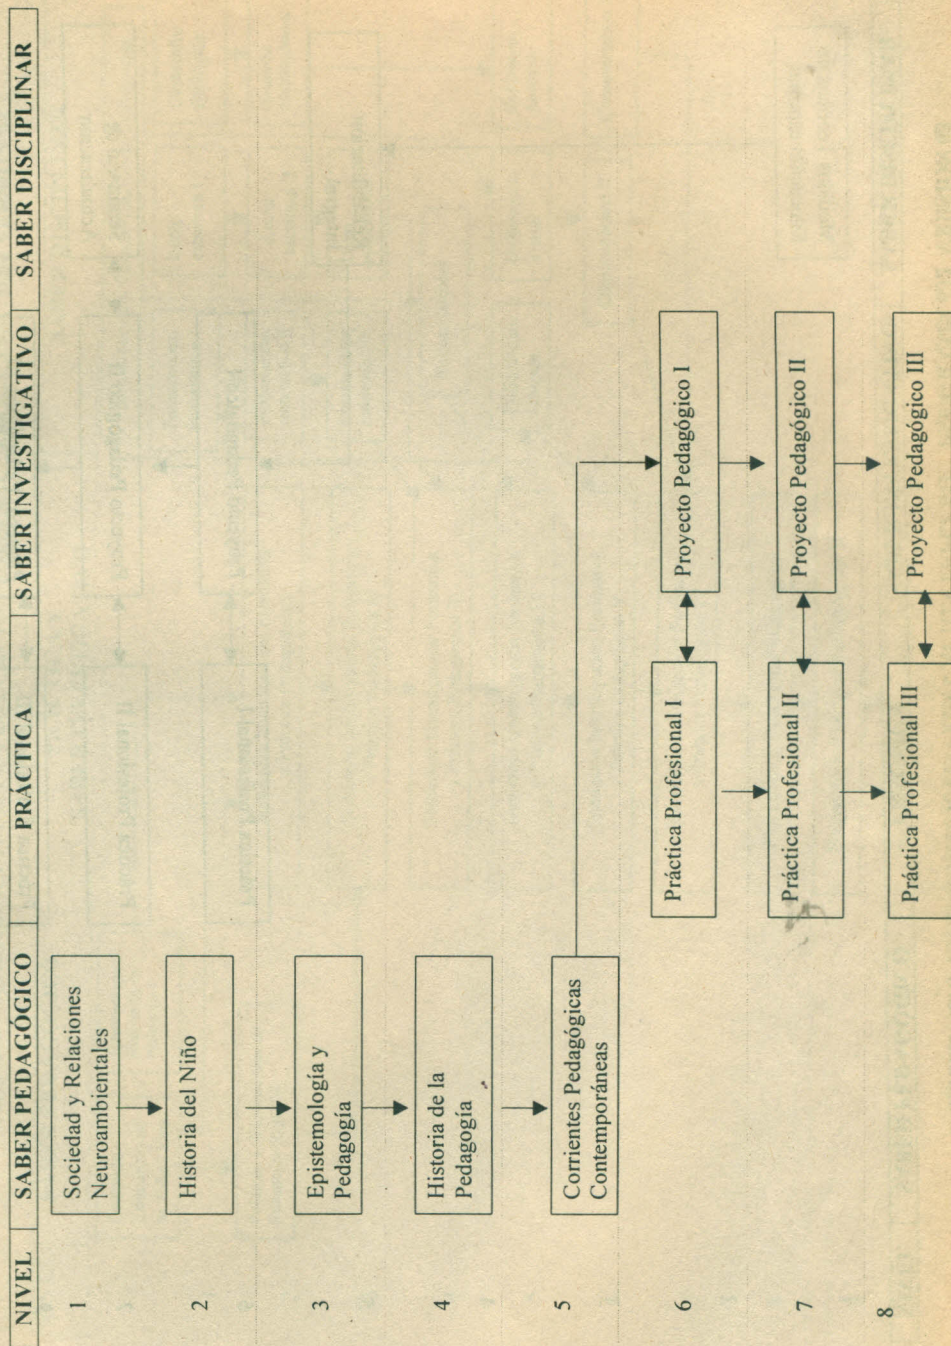 NIVEL SABER PEDAGÓGICO PRÁCTICA SABER INVESTIGATIVO SABER DISCIPLINAR
1
Sociedad y Relaciones
Neuroambientales
2
Historia del Niño
3
Epistemología y
Pedagogía
4
Historia de la
Pedagogía
5
Corrientes Pedagógicas
Contemporáneas
6
Práctica Profesional I
Proyecto Pedagógico I
7
Práctica Profesional II
Proyecto Pedagógico II
8
Práctica Profesional III
Proyecto Pedagógico III